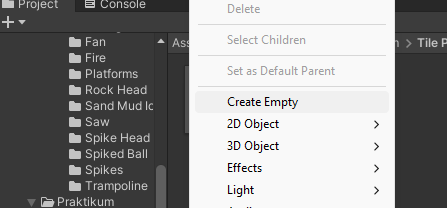 Project
Console
Fan
Fire
Platforms
Rock Head
Sand Mud Ic
Saw
Spike Head
Spiked Ball
Spikes
Trampoline
Praktikum
Ass
Delete
Select Children
Set as Default Parent
Create Empty
2D Object
3D Object
Effects
Light
n > Tile P